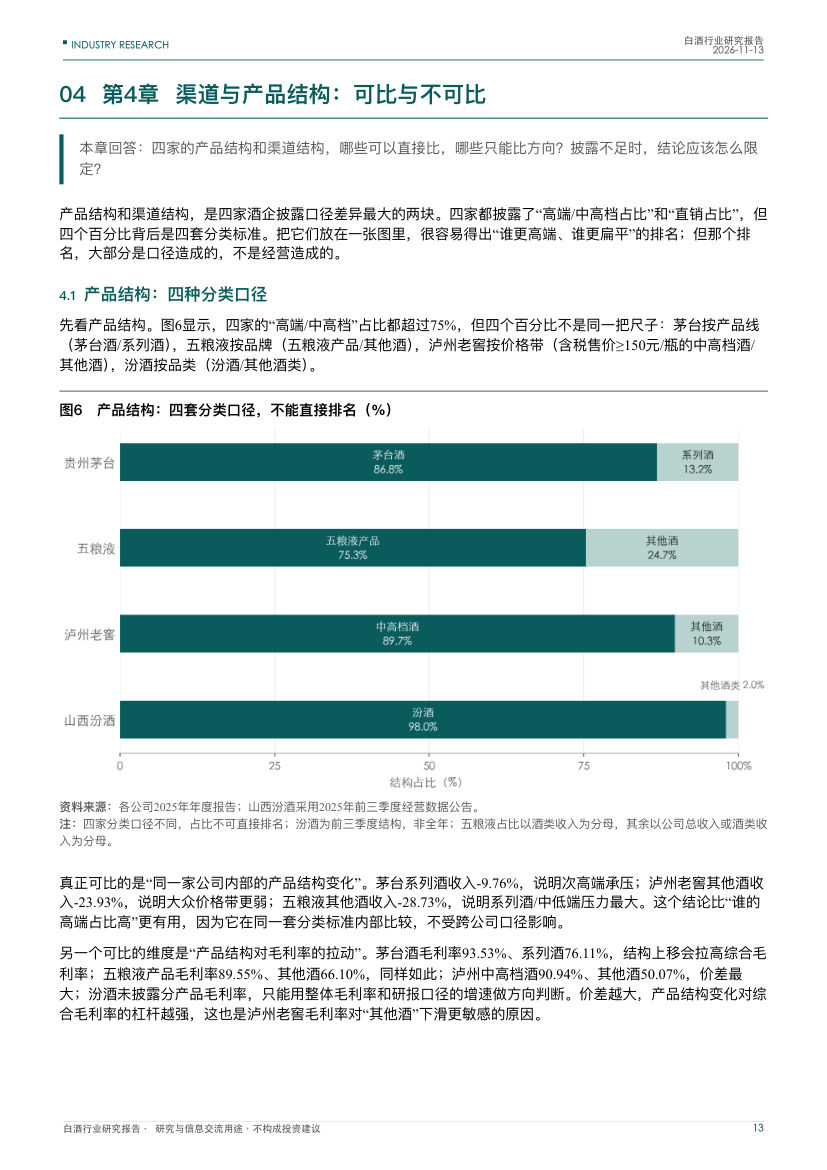 INDUSTRY RESEARCH
白酒行业研究报告
2026-11-13
04 第4章 渠道与产品结构：可比与不可比
本章回答：四家的产品结构和渠道结构，哪些可以直接比，哪些只能比方向？披露不足时，结论应该怎么限
定？
产品结构和渠道结构，是四家酒企披露口径差异最大的两块。四家都披露了“高端/中高档占比”和“直销占比”，但
四个百分比背后是四套分类标准。把它们放在一张图里，很容易得出“谁更高端、谁更扁平”的排名；但那个排
名，大部分是口径造成的，不是经营造成的。
4.1 产品结构：四种分类口径
先看产品结构。图6显示，四家的“高端/中高档”占比都超过75%，但四个百分比不是同一把尺子：茅台按产品线
（茅台酒/系列酒），五粮液按品牌（五粮液产品/其他酒），泸州老窖按价格带（含税售价≥150元/瓶的中高档酒/
其他酒），汾酒按品类（汾酒/其他酒类）。
图6 产品结构：四套分类口径，不能直接排名（%）
贵州茅台
茅台酒
86.8%
系列酒
13.2%
五粮液
五粮液产品
75.3%
其他酒
24.7%
泸州老窖
中高档酒
89.7%
其他酒
10.3%
其他酒类 2.0%
山西汾酒
汾酒
98.0%
0 25 50 75 100%
结构占比（%）
资料来源：各公司2025年年度报告；山西汾酒采用2025年前三季度经营数据公告。
注：四家分类口径不同，占比不可直接排名；汾酒为前三季度结构，非全年；五粮液占比以酒类收入为分母，其余以公司总收入或酒类收
入为分母。
真正可比的是“同一家公司内部的产品结构变化”。茅台系列酒收入-9.76%，说明次高端承压；泸州老窖其他酒收
入-23.93%，说明大众价格带更弱；五粮液其他酒收入-28.73%，说明系列酒/中低端压力最大。这个结论比“谁的
高端占比高”更有用，因为它在同一套分类标准内部比较，不受跨公司口径影响。
另一个可比的维度是“产品结构对毛利率的拉动”。茅台酒毛利率93.53%、系列酒76.11%，结构上移会拉高综合毛
利率；五粮液产品毛利率89.55%、其他酒66.10%，同样如此；泸州中高档酒90.94%、其他酒50.07%，价差最
大；汾酒未披露分产品毛利率，只能用整体毛利率和研报口径的增速做方向判断。价差越大，产品结构变化对综
合毛利率的杠杆越强，这也是泸州老窖毛利率对“其他酒”下滑更敏感的原因。
白酒行业研究报告 · 研究与信息交流用途 · 不构成投资建议
13